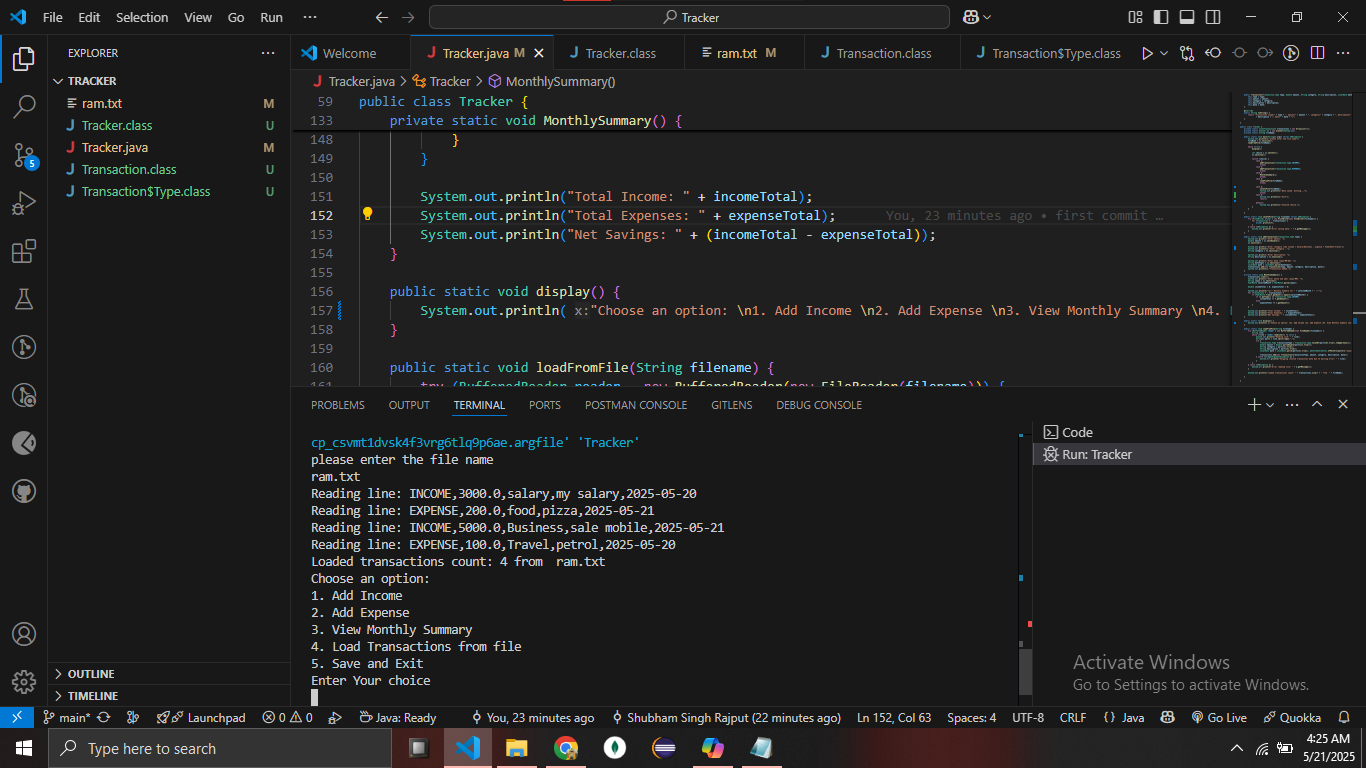 File Edit Selection View Go Run ··· Tracker
EXPLORER ···
TRACKER
ram.txt M
Tracker.class U
Tracker.java M
Transaction.class U
Transaction$Type.class U
OUTLINE
TIMELINE
Welcome Tracker.java M Tracker.class ram.txt M Transaction.class Transaction$Type.class
Tracker.java > Tracker > MonthlySummary()
59 public class Tracker {
133 private static void MonthlySummary() {
148 }
149 }
150
151 System.out.println("Total Income: " + incomeTotal);
152 System.out.println("Total Expenses: " + expenseTotal); You, 23 minutes ago • first commit …
153 System.out.println("Net Savings: " + (incomeTotal - expenseTotal));
154 }
155
156 public static void display() {
157 System.out.println( x:"Choose an option: \n1. Add Income \n2. Add Expense \n3. View Monthly Summary \n4.
158 }
159
160 public static void loadFromFile(String filename) {
161 try (BufferedReader reader = new BufferedReader(new FileReader(filename))) {
PROBLEMS OUTPUT TERMINAL PORTS POSTMAN CONSOLE GITLENS DEBUG CONSOLE
cp_csvmt1dvsk4f3vrg6tlq9p6ae.argfile' 'Tracker'
please enter the file name
ram.txt
Reading line: INCOME,3000.0,salary,my salary,2025-05-20
Reading line: EXPENSE,200.0,food,pizza,2025-05-21
Reading line: INCOME,5000.0,Business,sale mobile,2025-05-21
Reading line: EXPENSE,100.0,Travel,petrol,2025-05-20
Loaded transactions count: 4 from  ram.txt
Choose an option:
1. Add Income
2. Add Expense
3. View Monthly Summary
4. Load Transactions from file
5. Save and Exit
Enter Your choice
Code
Run: Tracker
Activate Windows
Go to Settings to activate Windows.
5
main* Launchpad 0 0 Java: Ready You, 23 minutes ago Shubham Singh Rajput (22 minutes ago) Ln 152, Col 63 Spaces: 4 UTF-8 CRLF {} Java Go Live Quokka
Type here to search
4:25 AM
5/21/2025